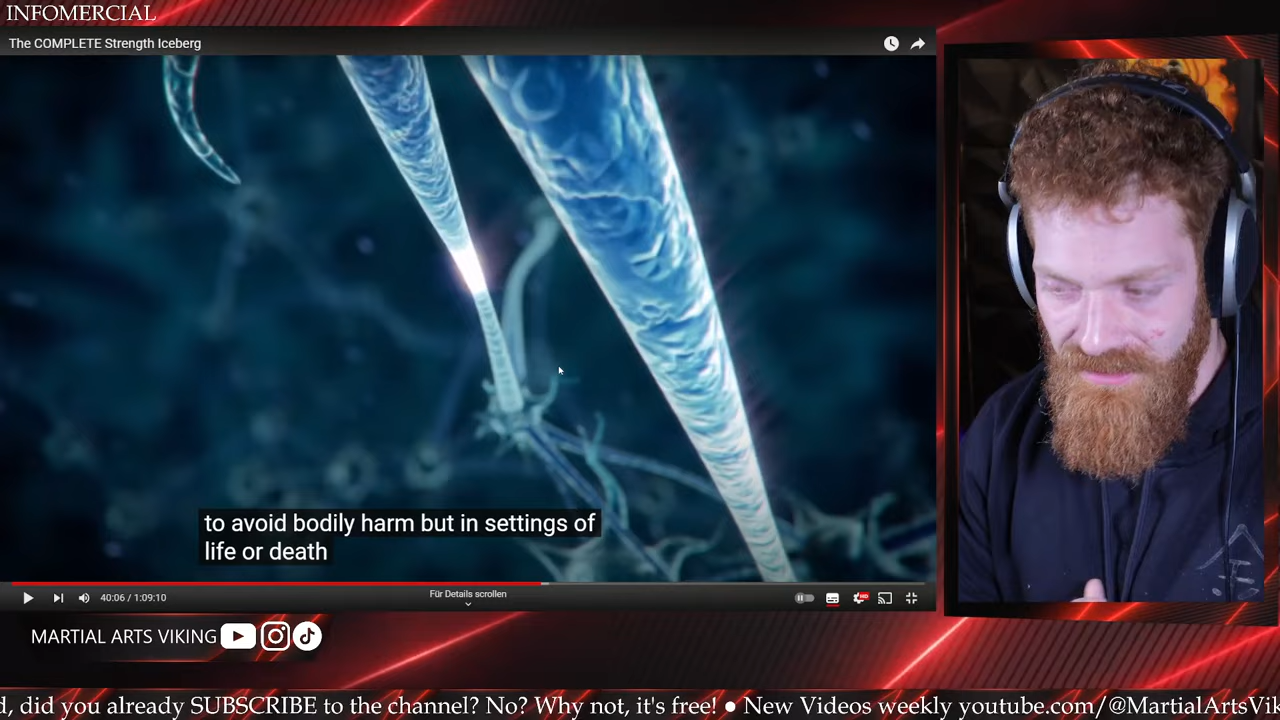 INFOMERCIAL
The COMPLETE Strength Iceberg
to avoid bodily harm but in settings of
life or death
40:06 / 1:09:10
Für Details scrollen
HD
MARTIAL ARTS VIKING
d, did you already SUBSCRIBE to the channel? No? Why not, it's free! ● New Videos weekly youtube.com/@MartialArtsVik